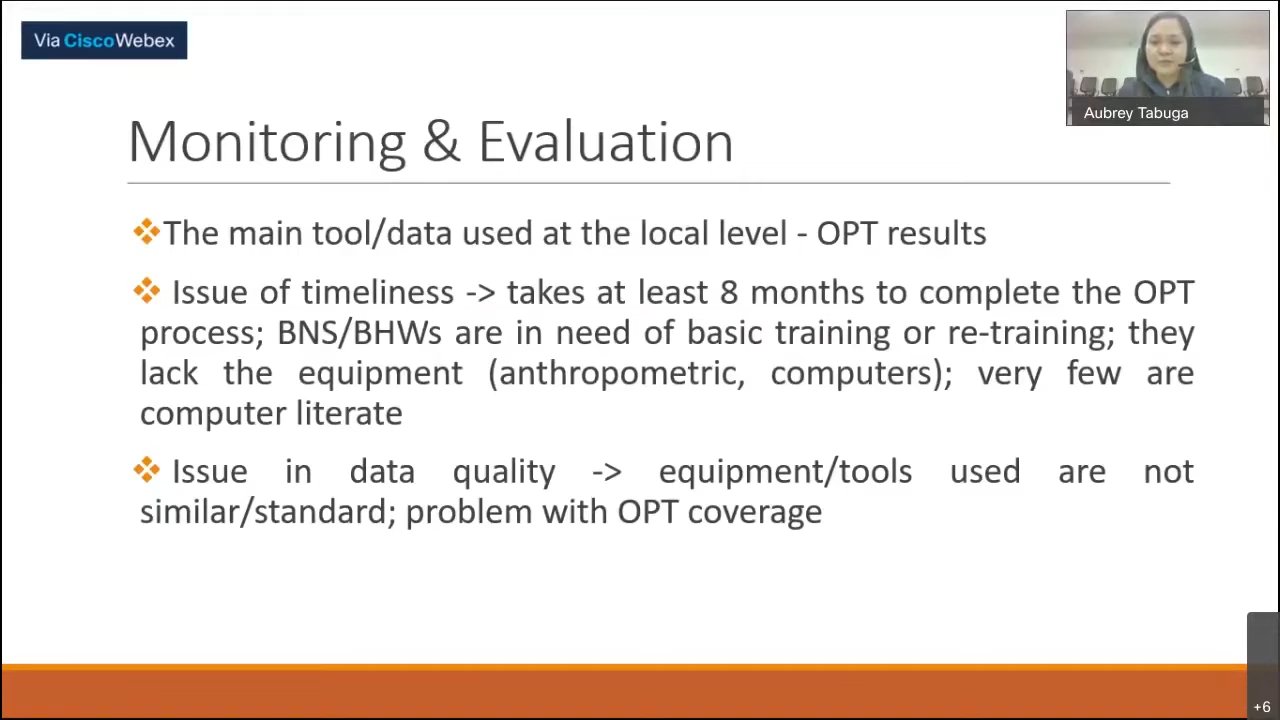 Via CiscoWebex
Aubrey Tabuga
Monitoring & Evaluation
The main tool/data used at the local level - OPT results
Issue of timeliness -> takes at least 8 months to complete the OPT
process; BNS/BHWs are in need of basic training or re-training; they
lack the equipment (anthropometric, computers); very few are
computer literate
Issue in data quality -> equipment/tools used are not
similar/standard; problem with OPT coverage
+6